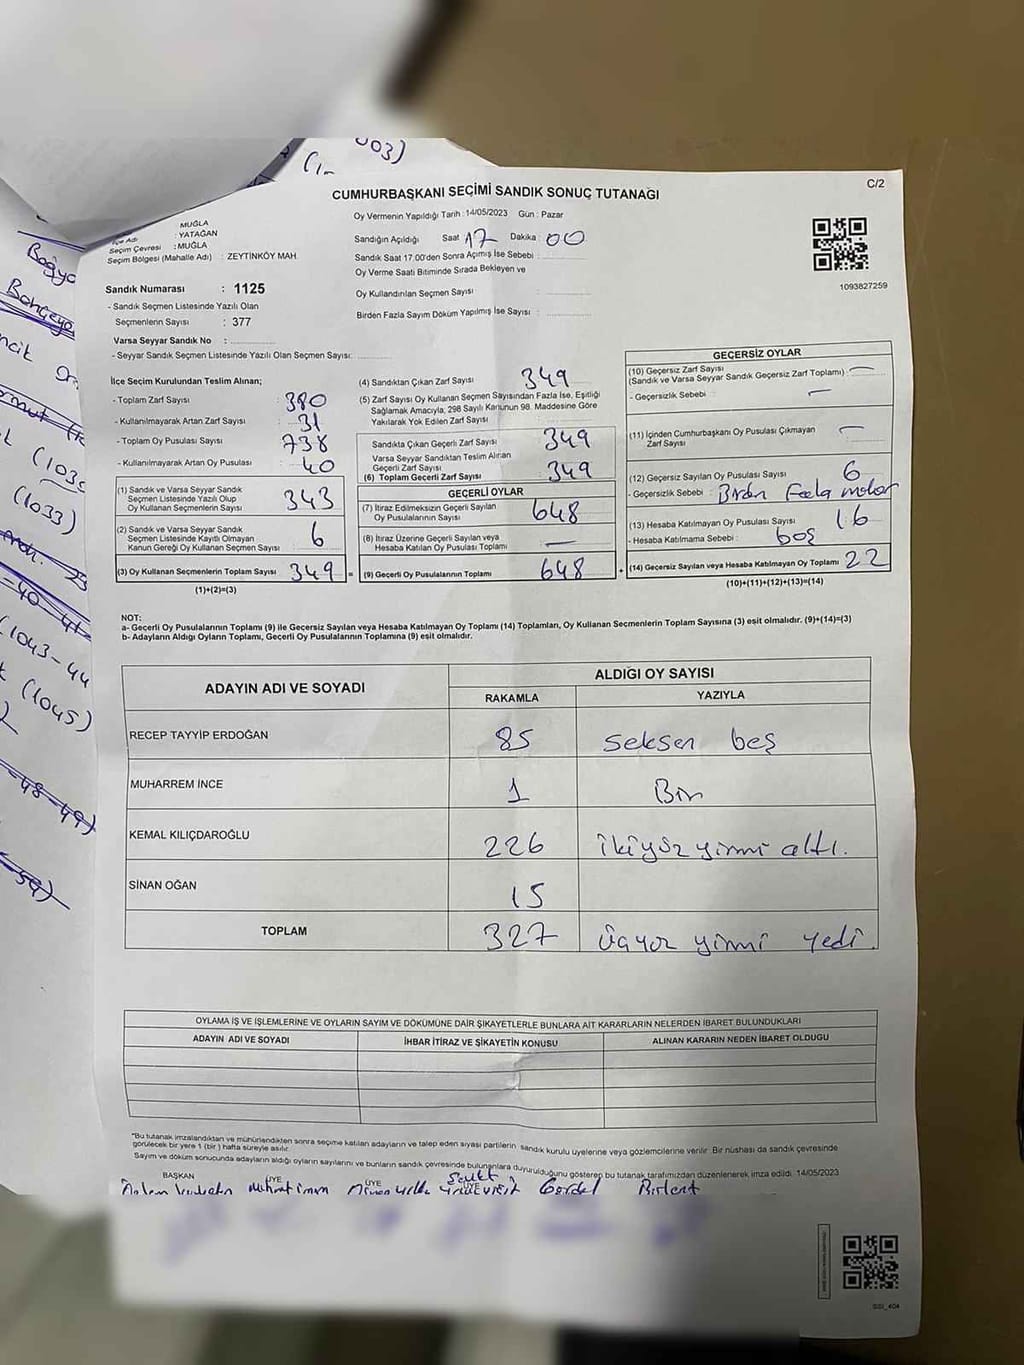 003)
(1
C/2
CUMHURBAŞKANI SEÇİMİ SANDIK SONUÇ TUTANAĞI
Oy Vermenin Yapıldığı Tarih : 14/05/2023 Gün : Pazar
MUĞLA
İlçe Adı : YATAĞAN
Seçim Çevresi : MUĞLA
Seçim Bölgesi (Mahalle Adı) : ZEYTİNKÖY MAH.
Sandığın Açıldığı Saat 17 Dakika : 00
Sandık Saat 17.00'den Sonra Açılmış İse Sebebi :
Oy Verme Saati Bitiminde Sırada Bekleyen ve
Oy Kullandırılan Seçmen Sayısı :
Birden Fazla Sayım Döküm Yapılmış İse Sayısı :
1093827259
Sandık Numarası : 1125
- Sandık Seçmen Listesinde Yazılı Olan
Seçmenlerin Sayısı : 377
Varsa Seyyar Sandık No :
- Seyyar Sandık Seçmen Listesinde Yazılı Olan Seçmen Sayısı:
İlçe Seçim Kurulundan Teslim Alınan;
- Toplam Zarf Sayısı : 380
- Kullanılmayarak Artan Zarf Sayısı : 31
- Toplam Oy Pusulası Sayısı : 738
- Kullanılmayarak Artan Oy Pusulası : 40
(1) Sandık ve Varsa Seyyar Sandık
Seçmen Listesinde Yazılı Olup
Oy Kullanan Seçmenlerin Sayısı 343
(2) Sandık ve Varsa Seyyar Sandık
Seçmen Listesinde Kayıtlı Olmayan
Kanun Gereği Oy Kullanan Seçmen Sayısı 6
(3) Oy Kullanan Seçmenlerin Toplam Sayısı 349 =
(1)+(2)=(3)
(4) Sandıktan Çıkan Zarf Sayısı 349
(5) Zarf Sayısı Oy Kullanan Seçmen Sayısından Fazla İse, Eşitliği
Sağlamak Amacıyla, 298 Sayılı Kanunun 98. Maddesine Göre
Yakılarak Yok Edilen Zarf Sayısı :
Sandıkta Çıkan Geçerli Zarf Sayısı 349
Varsa Seyyar Sandıktan Teslim Alınan
Geçerli Zarf Sayısı
(6) Toplam Geçerli Zarf Sayısı 349
GEÇERLİ OYLAR
(7) İtiraz Edilmeksizin Geçerli Sayılan
Oy Pusulalarının Sayısı 648
(8) İtiraz Üzerine Geçerli Sayılan veya
Hesaba Katılan Oy Pusulası Toplamı —
(9) Geçerli Oy Pusulalarının Toplamı 648 +
GEÇERSİZ OYLAR
(10) Geçersiz Zarf Sayısı
(Sandık ve Varsa Seyyar Sandık Geçersiz Zarf Toplamı) —
- Geçersizlik Sebebi : —
(11) İçinden Cumhurbaşkanı Oy Pusulası Çıkmayan
Zarf Sayısı —
(12) Geçersiz Sayılan Oy Pusulası Sayısı 6
- Geçersizlik Sebebi : Birden Fazla mühür
(13) Hesaba Katılmayan Oy Pusulası Sayısı 16
- Hesaba Katılmama Sebebi : boş
(14) Geçersiz Sayılan veya Hesaba Katılmayan Oy Toplamı 22
(10)+(11)+(12)+(13)=(14)
NOT:
a- Geçerli Oy Pusulalarının Toplamı (9) ile Geçersiz Sayılan veya Hesaba Katılmayan Oy Toplamı (14) Toplamları, Oy Kullanan Seçmenlerin Toplam Sayısına (3) eşit olmalıdır. (9)+(14)=(3)
b- Adayların Aldığı Oyların Toplamı, Geçerli Oy Pusulalarının Toplamına (9) eşit olmalıdır.
ADAYIN ADI VE SOYADI ALDIĞI OY SAYISI
RAKAMLA YAZIYLA
RECEP TAYYİP ERDOĞAN 85 seksen beş
MUHARREM İNCE 1 Bir
KEMAL KILIÇDAROĞLU 226 ikiyüz yirmi altı.
SİNAN OĞAN 15
TOPLAM 327 üçyüz yirmi yedi.
OYLAMA İŞ VE İŞLEMLERİNE VE OYLARIN SAYIM VE DÖKÜMÜNE DAİR ŞİKAYETLERLE BUNLARA AİT KARARLARIN NELERDEN İBARET BULUNDUKLARI
ADAYIN ADI VE SOYADI İHBAR İTİRAZ VE ŞİKAYETİN KONUSU ALINAN KARARIN NEDEN İBARET OLDUĞU
"Bu tutanak imzalandıktan ve mühürlendikten sonra seçime katılan adayların ve talep eden siyasi partilerin sandık kurulu üyelerine veya gözlemcilerine verilir. Bir nüshası da sandık çevresinde
görülecek bir yere 1 (bir) hafta süreyle asılır.
Sayım ve döküm sonucunda adayların aldığı oyların sayılarını ve bunların sandık çevresinde bulunanlara duyurulduğunu gösteren bu tutanak tarafımızdan düzenlenerek imza edildi. 14/05/2023
BAŞKAN ÜYE ÜYE ÜYE
SSI_404
Bağya
Bahçeya
ncik
(1033)
(1043-44
(1045)
-48-49)